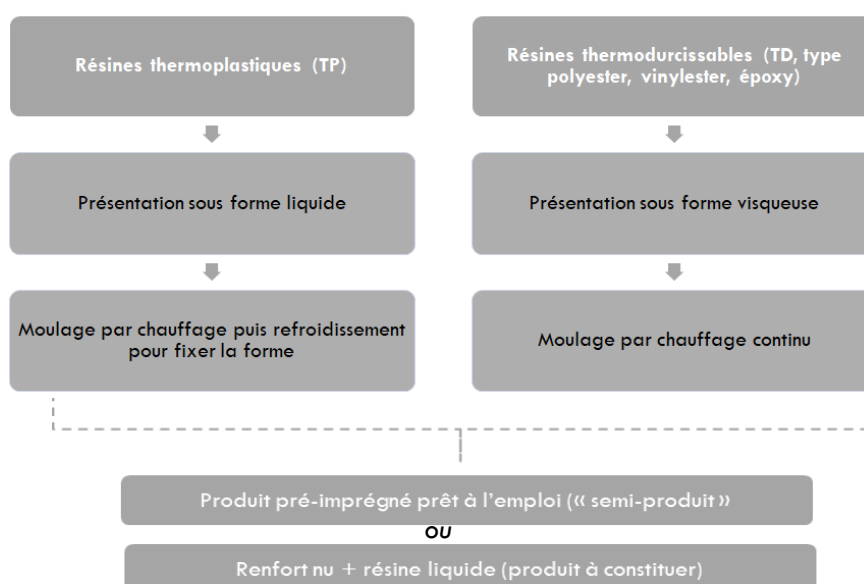 Résines thermoplastiques (TP)
Résines thermodurcissables (TD, type
polyester, vinylester, époxy)
Présentation sous forme liquide
Présentation sous forme visqueuse
Moulage par chauffage puis refroidissement
pour fixer la forme
Moulage par chauffage continu
Produit pré-imprégné prêt à l'emploi (« semi-produit »
OU
Renfort nu + résine liquide (produit à constituer)